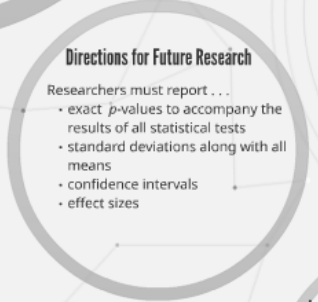 Directions for Future Research
Researchers must report . . .
• exact p-values to accompany the
results of all statistical tests
• standard deviations along with all
means
• confidence intervals
• effect sizes